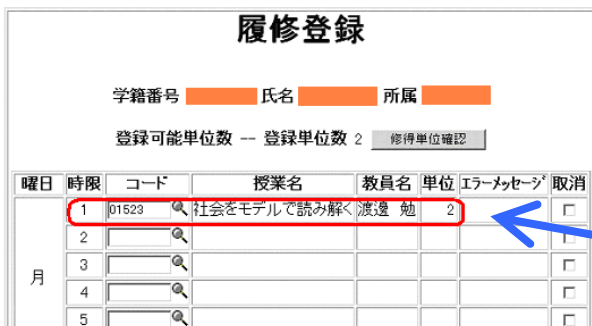 履修登録
学籍番号 氏名 所属
登録可能単位数 -- 登録単位数 2 修得単位確認
曜日 時限 コード 授業名 教員名 単位 エラーメッセージ 取消
月 1 01523 社会をモデルで読み解く 渡邊 勉 2
2
3
4
5